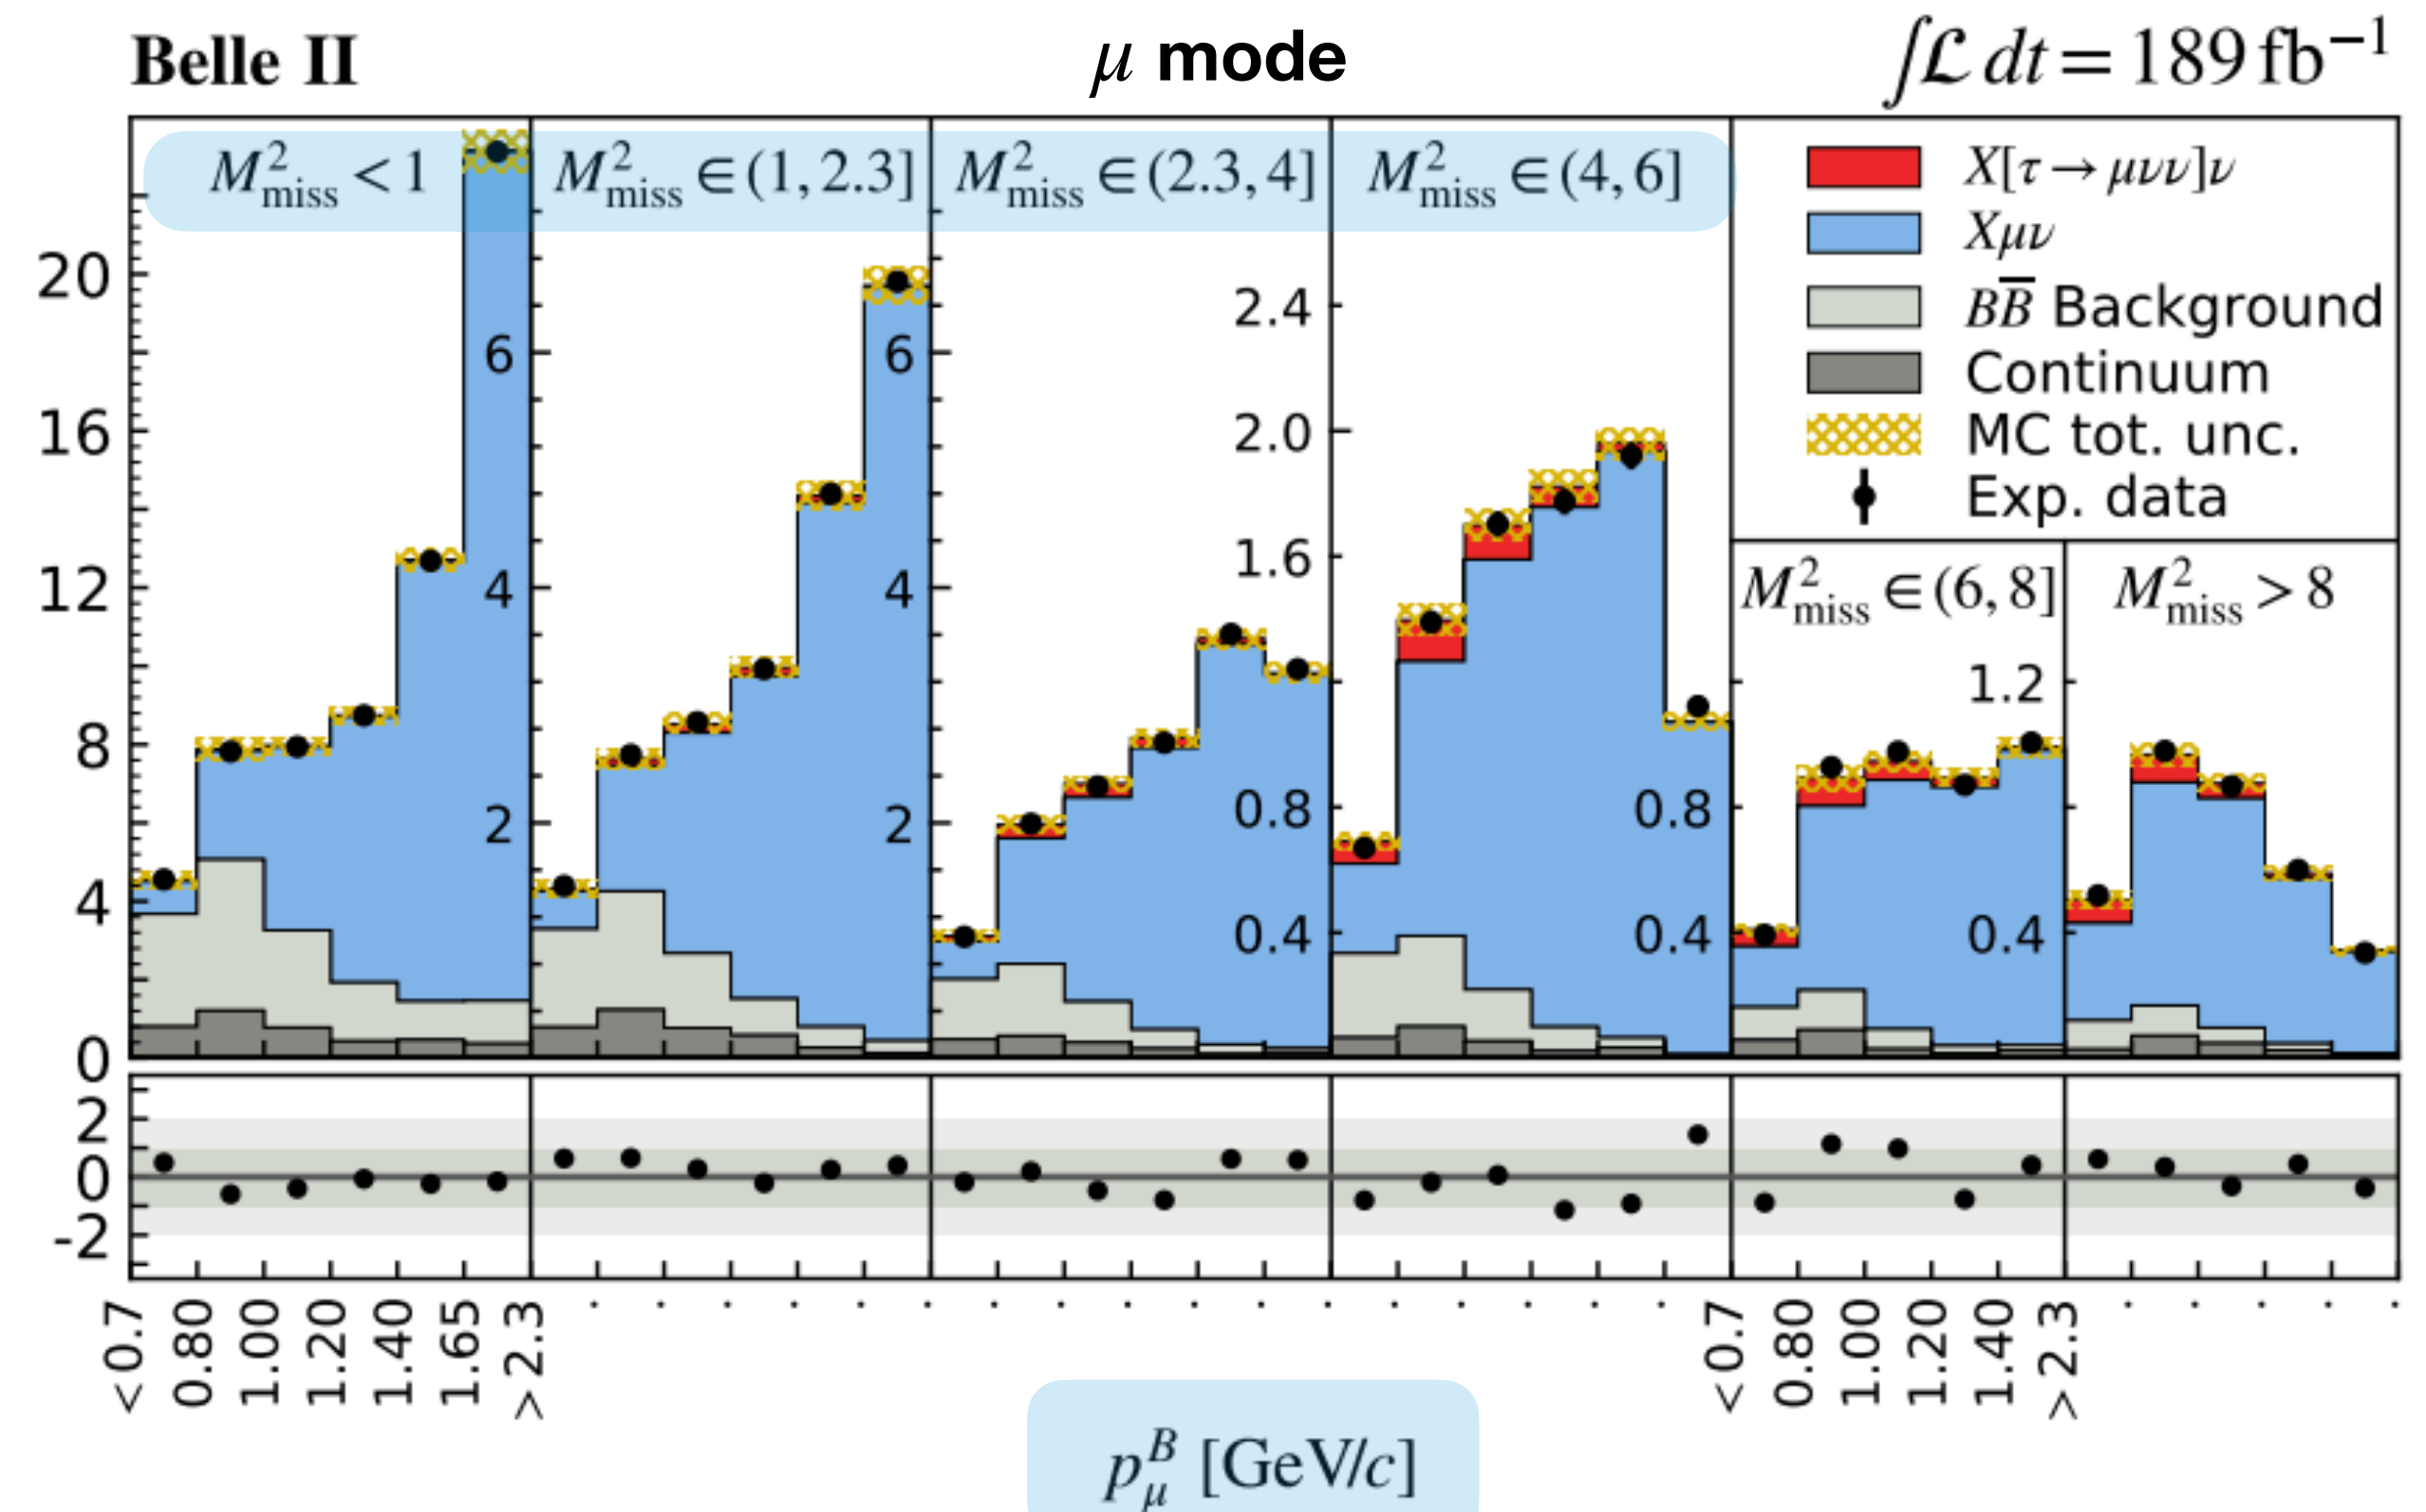 Belle II
μ mode
∫ℒ dt = 189 fb⁻¹
M²miss < 1
M²miss ∈ (1, 2.3]
M²miss ∈ (2.3, 4]
M²miss ∈ (4, 6]
X[τ → μνν]ν
Xμν
BB̅ Background
Continuum
MC tot. unc.
Exp. data
M²miss ∈ (6, 8]
M²miss > 8
20
16
12
8
4
0
6
4
2
6
4
2
2.4
2.0
1.6
0.8
0.4
0.8
0.4
1.2
0.4
2
0
-2
<0.7
0.80
1.00
1.20
1.40
1.65
>2.3
<0.7
0.80
1.00
1.20
1.40
>2.3
p_μ^B [GeV/c]